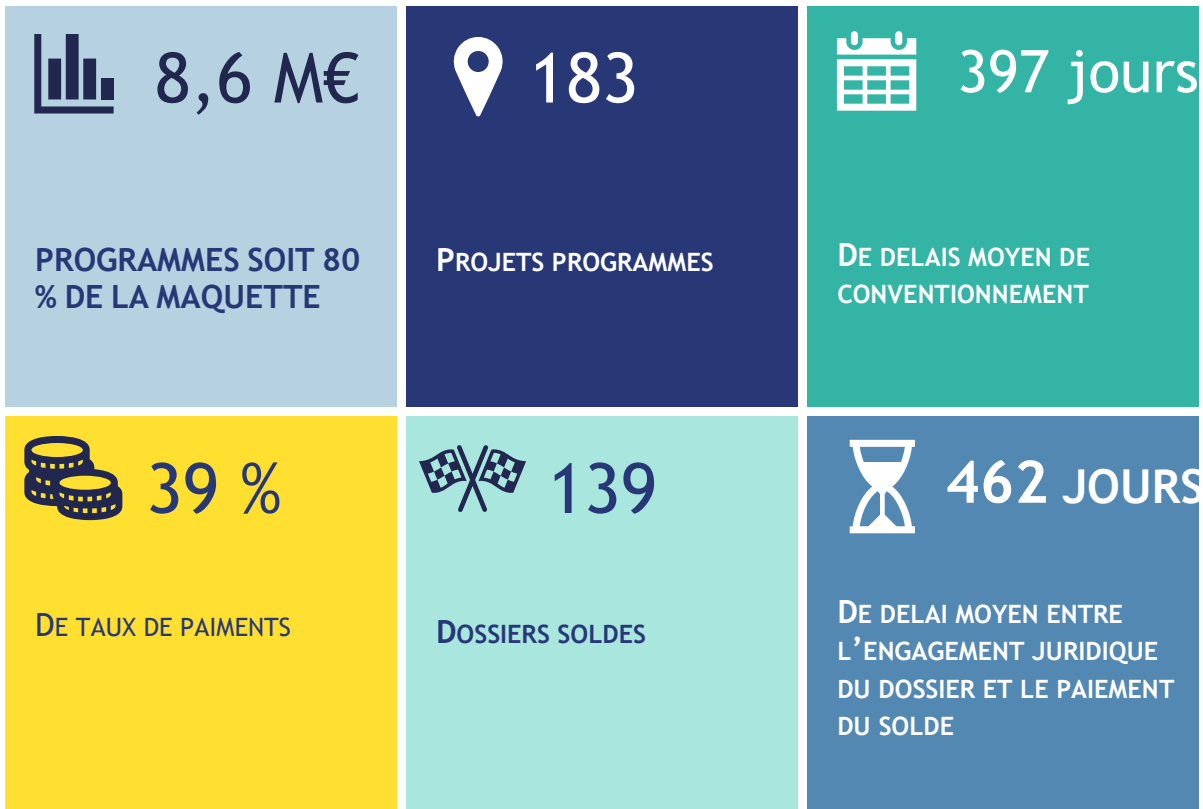 8,6 M€
PROGRAMMES SOIT 80
% DE LA MAQUETTE
183
PROJETS PROGRAMMES
397 jours
DE DELAIS MOYEN DE
CONVENTIONNEMENT
39 %
DE TAUX DE PAIMENTS
139
DOSSIERS SOLDES
462 JOURS
DE DELAI MOYEN ENTRE
L’ENGAGEMENT JURIDIQUE
DU DOSSIER ET LE PAIEMENT
DU SOLDE